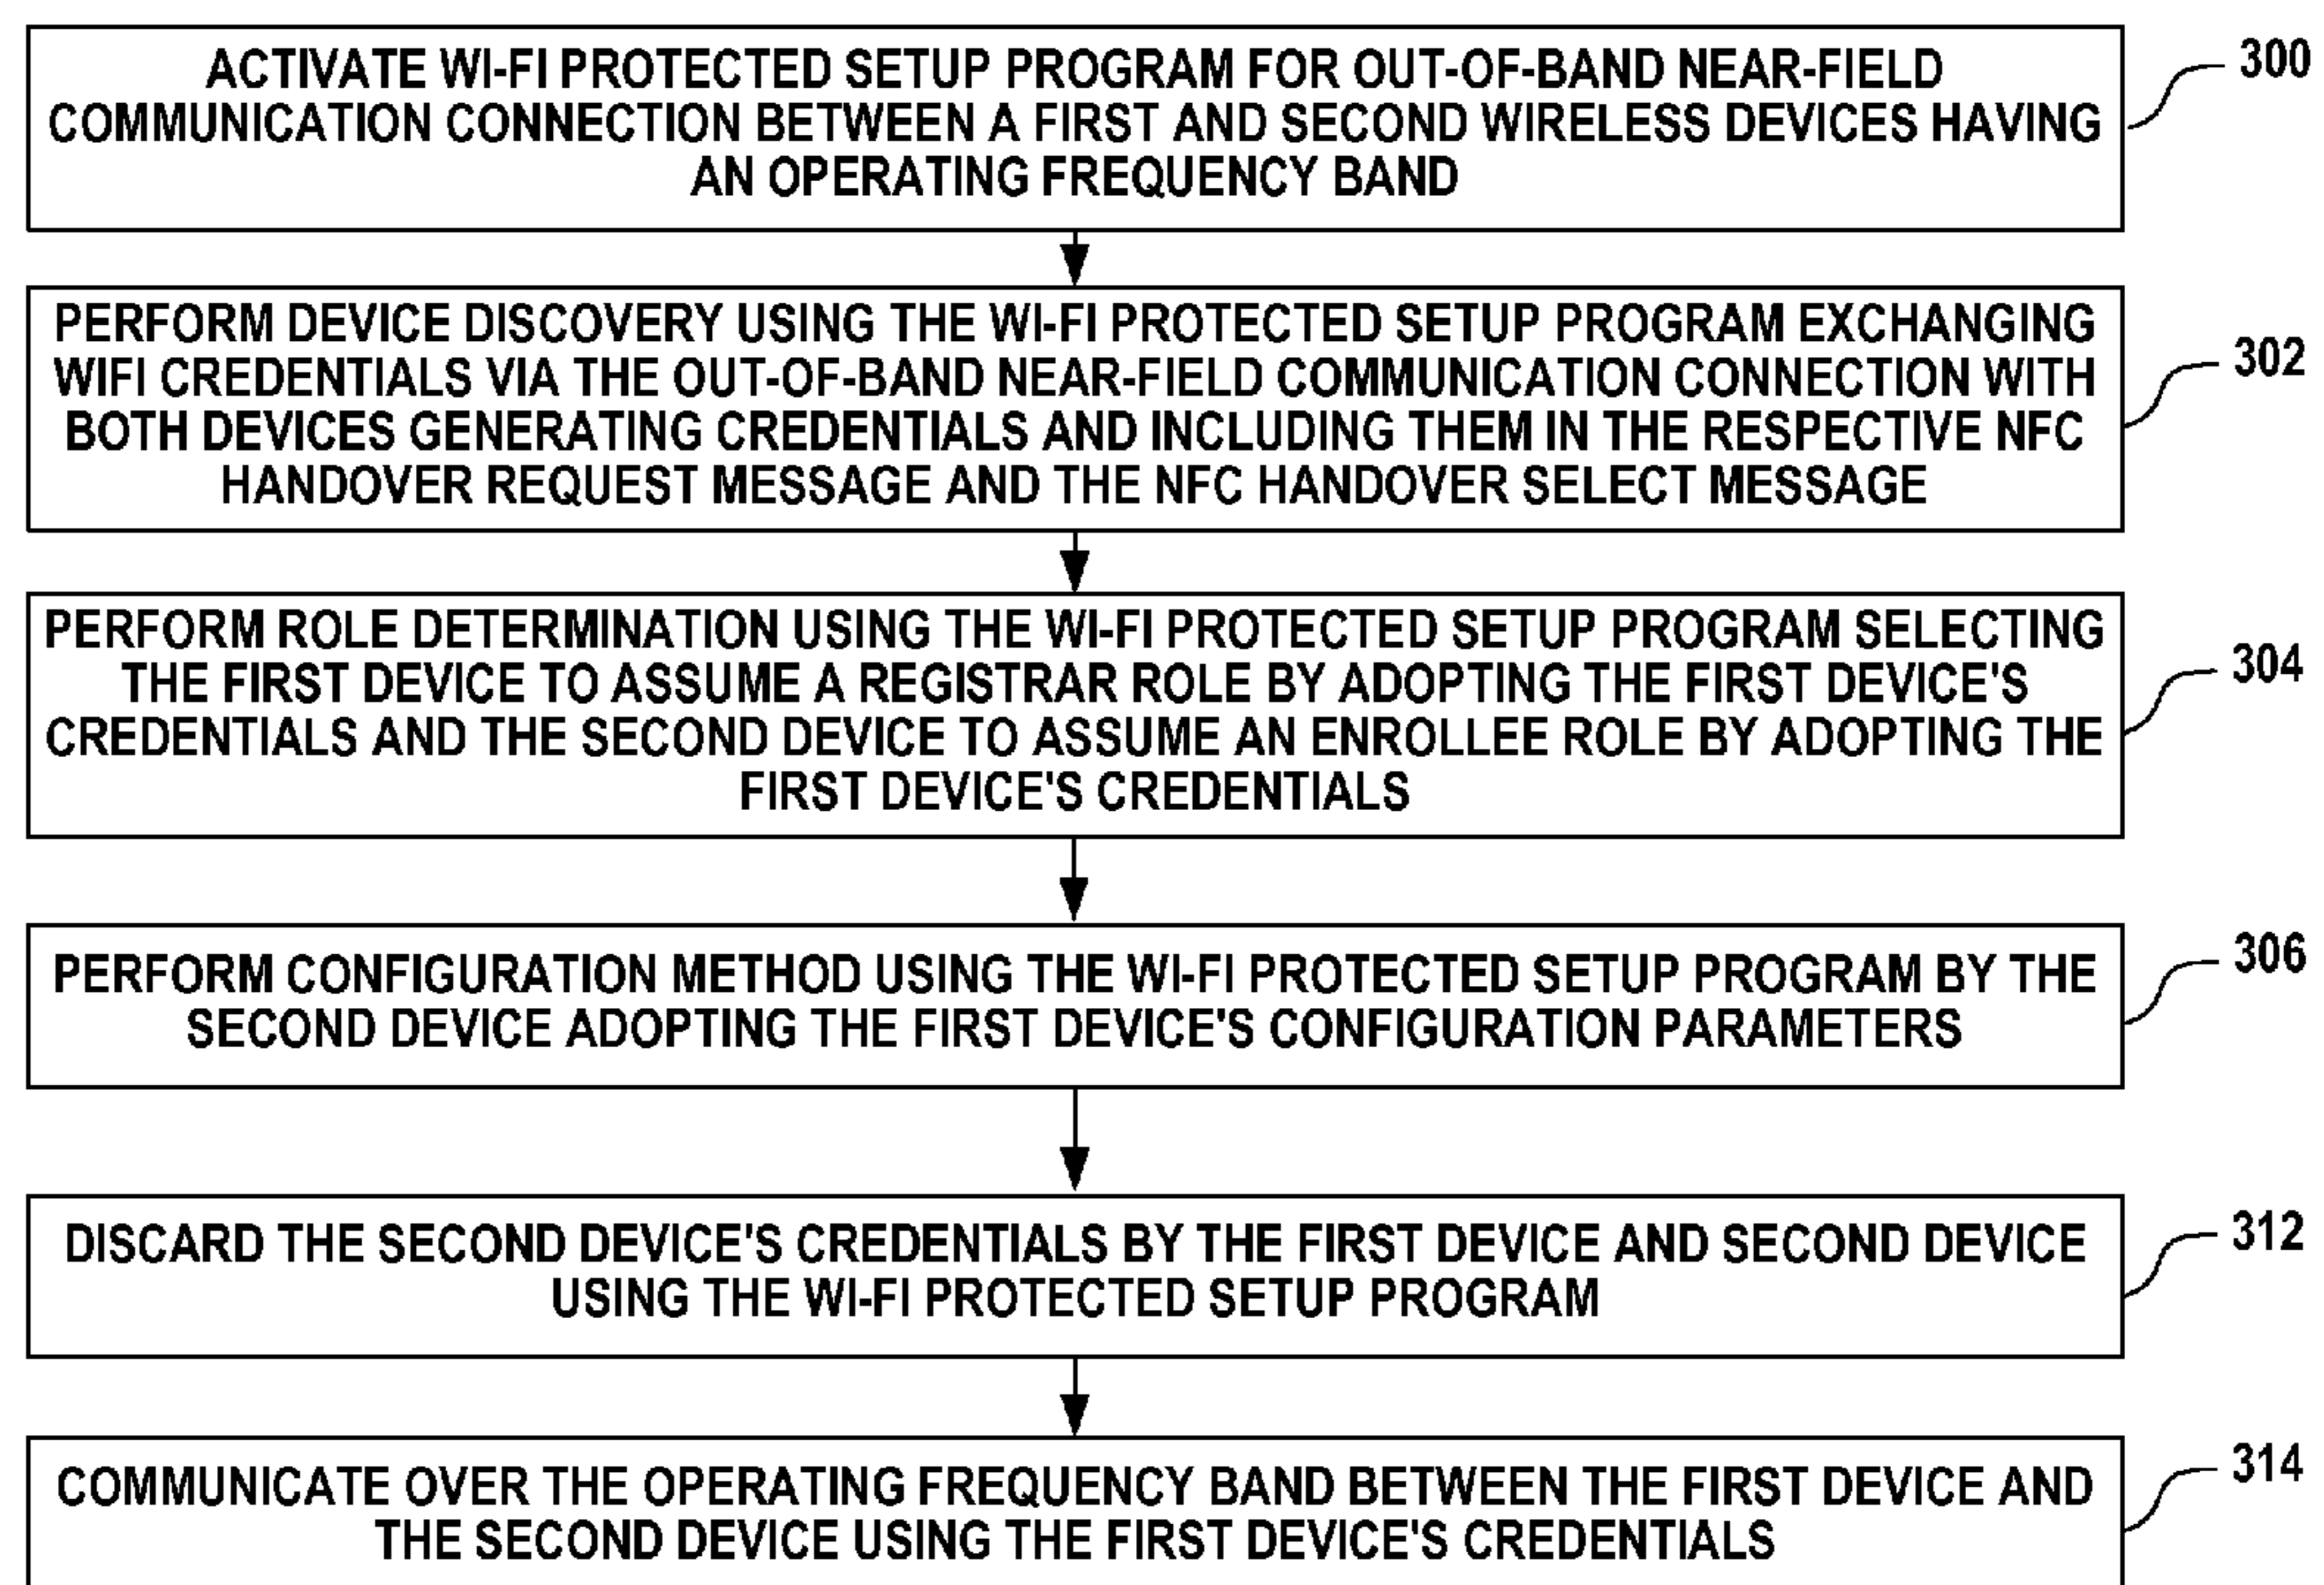 ACTIVATE WI-FI PROTECTED SETUP PROGRAM FOR OUT-OF-BAND NEAR-FIELD
COMMUNICATION CONNECTION BETWEEN A FIRST AND SECOND WIRELESS DEVICES HAVING
AN OPERATING FREQUENCY BAND
300
PERFORM DEVICE DISCOVERY USING THE WI-FI PROTECTED SETUP PROGRAM EXCHANGING
WIFI CREDENTIALS VIA THE OUT-OF-BAND NEAR-FIELD COMMUNICATION CONNECTION WITH
BOTH DEVICES GENERATING CREDENTIALS AND INCLUDING THEM IN THE RESPECTIVE NFC
HANDOVER REQUEST MESSAGE AND THE NFC HANDOVER SELECT MESSAGE
302
PERFORM ROLE DETERMINATION USING THE WI-FI PROTECTED SETUP PROGRAM SELECTING
THE FIRST DEVICE TO ASSUME A REGISTRAR ROLE BY ADOPTING THE FIRST DEVICE'S
CREDENTIALS AND THE SECOND DEVICE TO ASSUME AN ENROLLEE ROLE BY ADOPTING THE
FIRST DEVICE'S CREDENTIALS
304
PERFORM CONFIGURATION METHOD USING THE WI-FI PROTECTED SETUP PROGRAM BY THE
SECOND DEVICE ADOPTING THE FIRST DEVICE'S CONFIGURATION PARAMETERS
306
DISCARD THE SECOND DEVICE'S CREDENTIALS BY THE FIRST DEVICE AND SECOND DEVICE
USING THE WI-FI PROTECTED SETUP PROGRAM
312
COMMUNICATE OVER THE OPERATING FREQUENCY BAND BETWEEN THE FIRST DEVICE AND
THE SECOND DEVICE USING THE FIRST DEVICE'S CREDENTIALS
314